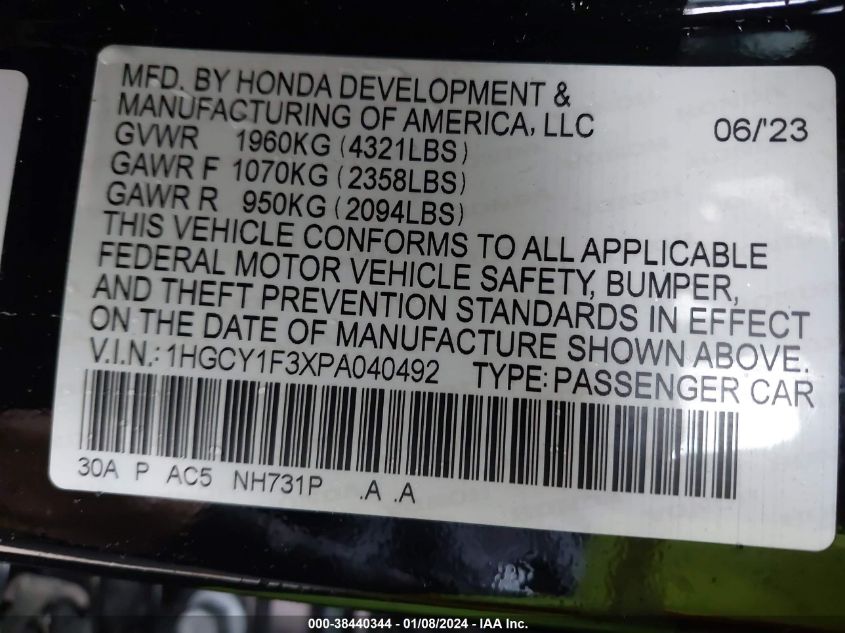 MFD. BY HONDA DEVELOPMENT &
MANUFACTURING OF AMERICA, LLC 06/'23
GVWR 1960KG (4321LBS)
GAWR F 1070KG (2358LBS)
GAWR R 950KG (2094LBS)
THIS VEHICLE CONFORMS TO ALL APPLICABLE
FEDERAL MOTOR VEHICLE SAFETY, BUMPER,
AND THEFT PREVENTION STANDARDS IN EFFECT
ON THE DATE OF MANUFACTURE SHOWN ABOVE.
V.I.N.: 1HGCY1F3XPA040492 TYPE: PASSENGER CAR
30A P AC5 NH731P .A .A
000-38440344 - 01/08/2024 - IAA Inc.